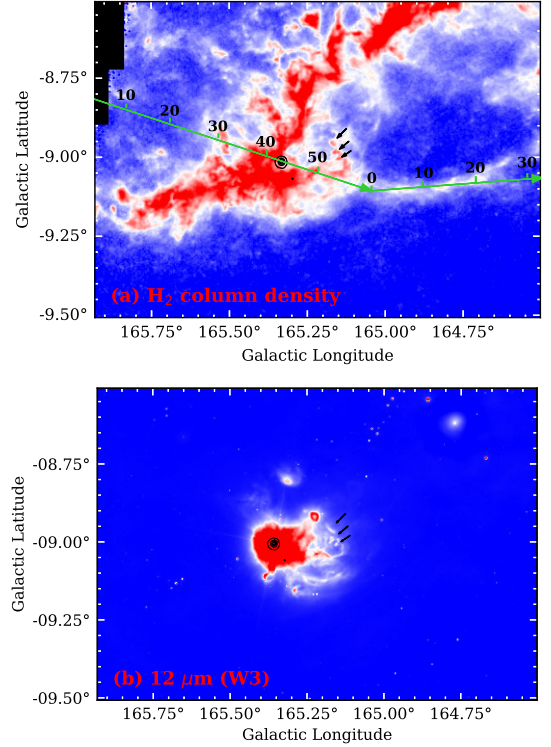 -8.75°
-9.00°
-9.25°
-9.50°
Galactic Latitude
10
20
30
40
50
0
10
20
30
(a) H₂ column density
165.75° 165.50° 165.25° 165.00° 164.75°
Galactic Longitude
-08.75°
-09.00°
-09.25°
-09.50°
Galactic Latitude
(b) 12 μm (W3)
165.75° 165.50° 165.25° 165.00° 164.75°
Galactic Longitude